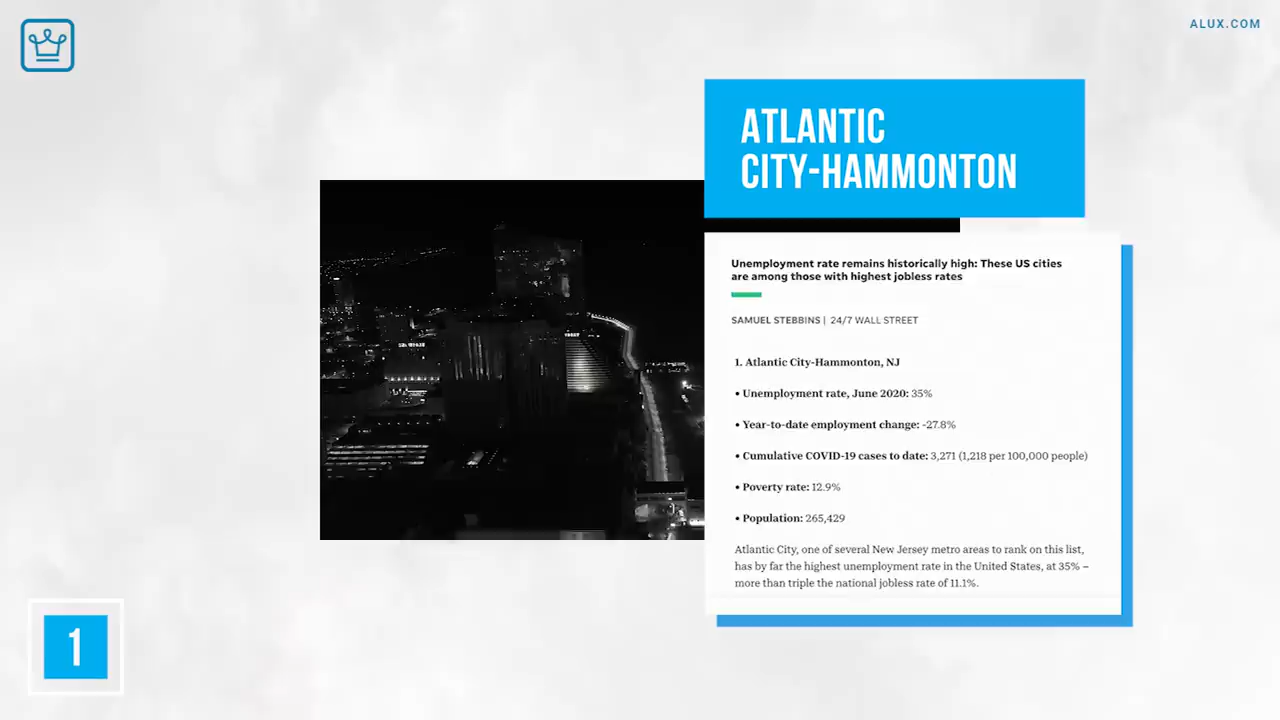 ALUX.COM
ATLANTIC
CITY-HAMMONTON
Unemployment rate remains historically high: These US cities
are among those with highest jobless rates
SAMUEL STEBBINS | 24/7 WALL STREET
1. Atlantic City-Hammonton, NJ
• Unemployment rate, June 2020: 35%
• Year-to-date employment change: -27.8%
• Cumulative COVID-19 cases to date: 3,271 (1,218 per 100,000 people)
• Poverty rate: 12.9%
• Population: 265,429
Atlantic City, one of several New Jersey metro areas to rank on this list,
has by far the highest unemployment rate in the United States, at 35% –
more than triple the national jobless rate of 11.1%.
1